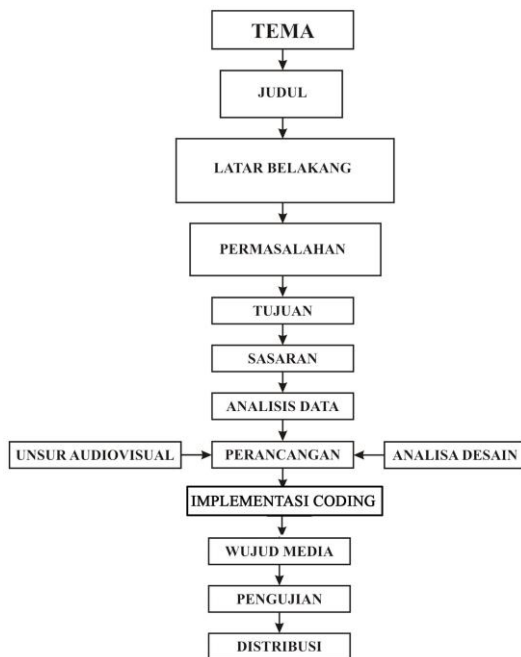 TEMA
JUDUL
LATAR BELAKANG
PERMASALAHAN
TUJUAN
SASARAN
ANALISIS DATA
UNSUR AUDIOVISUAL
PERANCANGAN
ANALISA DESAIN
IMPLEMENTASI CODING
WUJUD MEDIA
PENGUJIAN
DISTRIBUSI